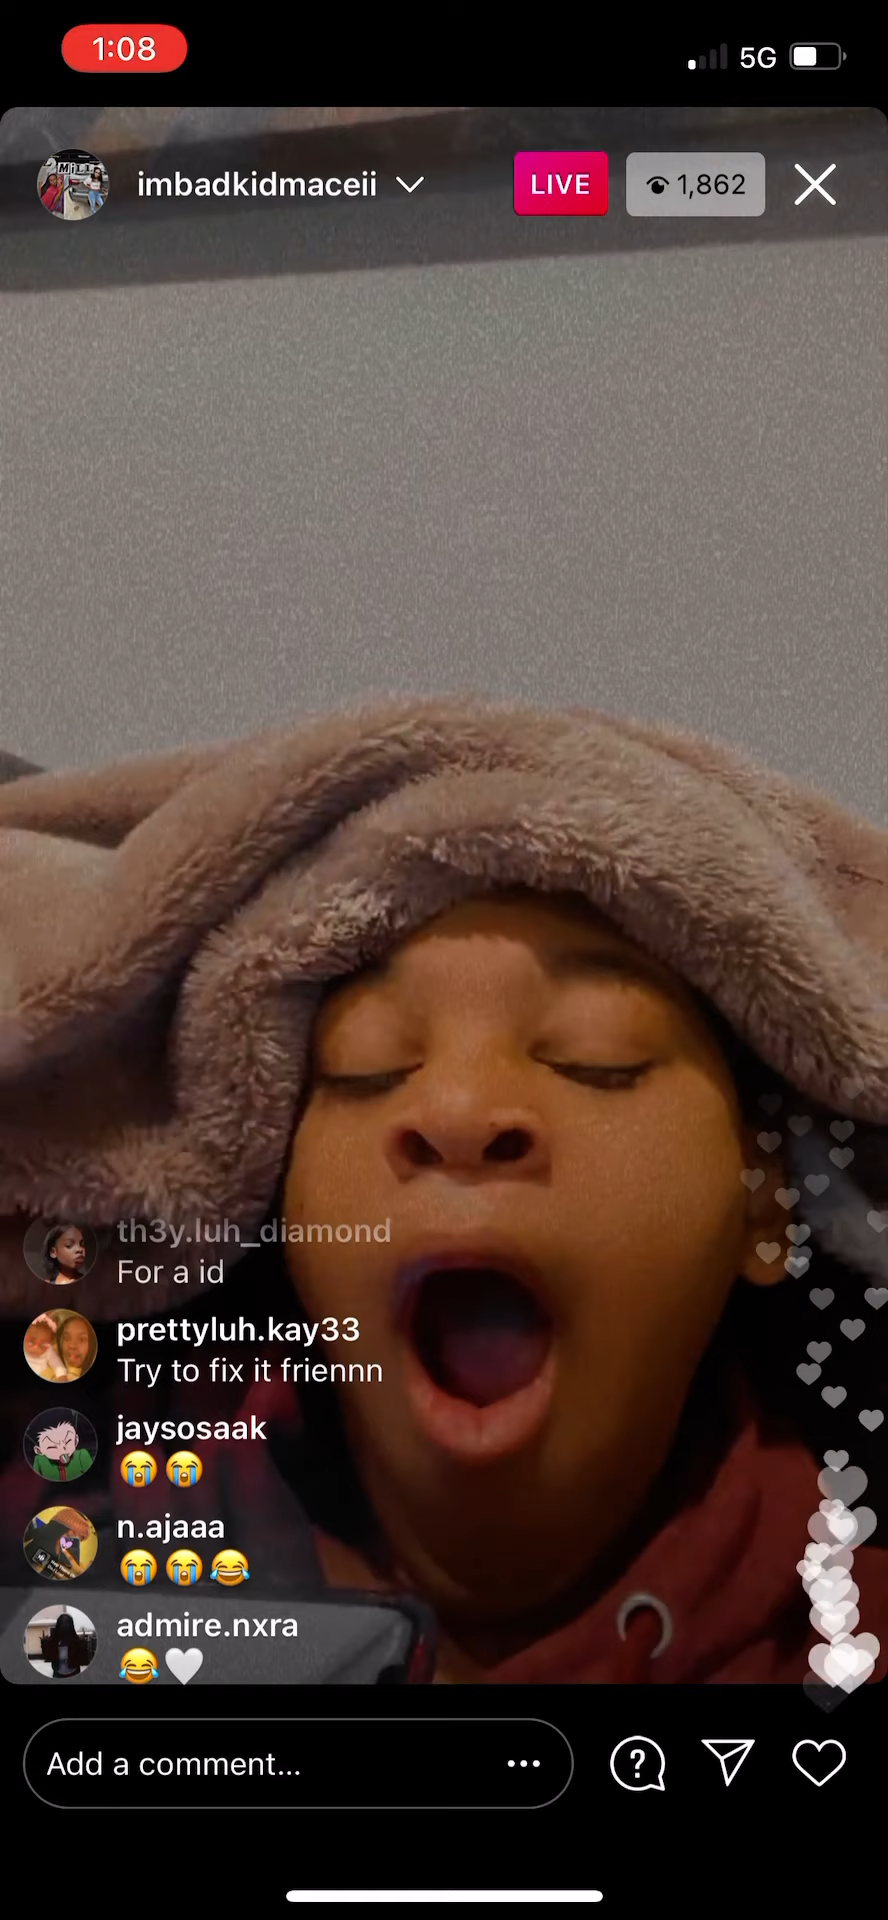 1:08
5G
imbadkidmaceii
LIVE
1,862
th3y.luh_diamond
For a id
prettyluh.kay33
Try to fix it friennn
jaysosaak
😭😭
n.ajaaa
😭😭😂
admire.nxra
😂🤍
Add a comment...